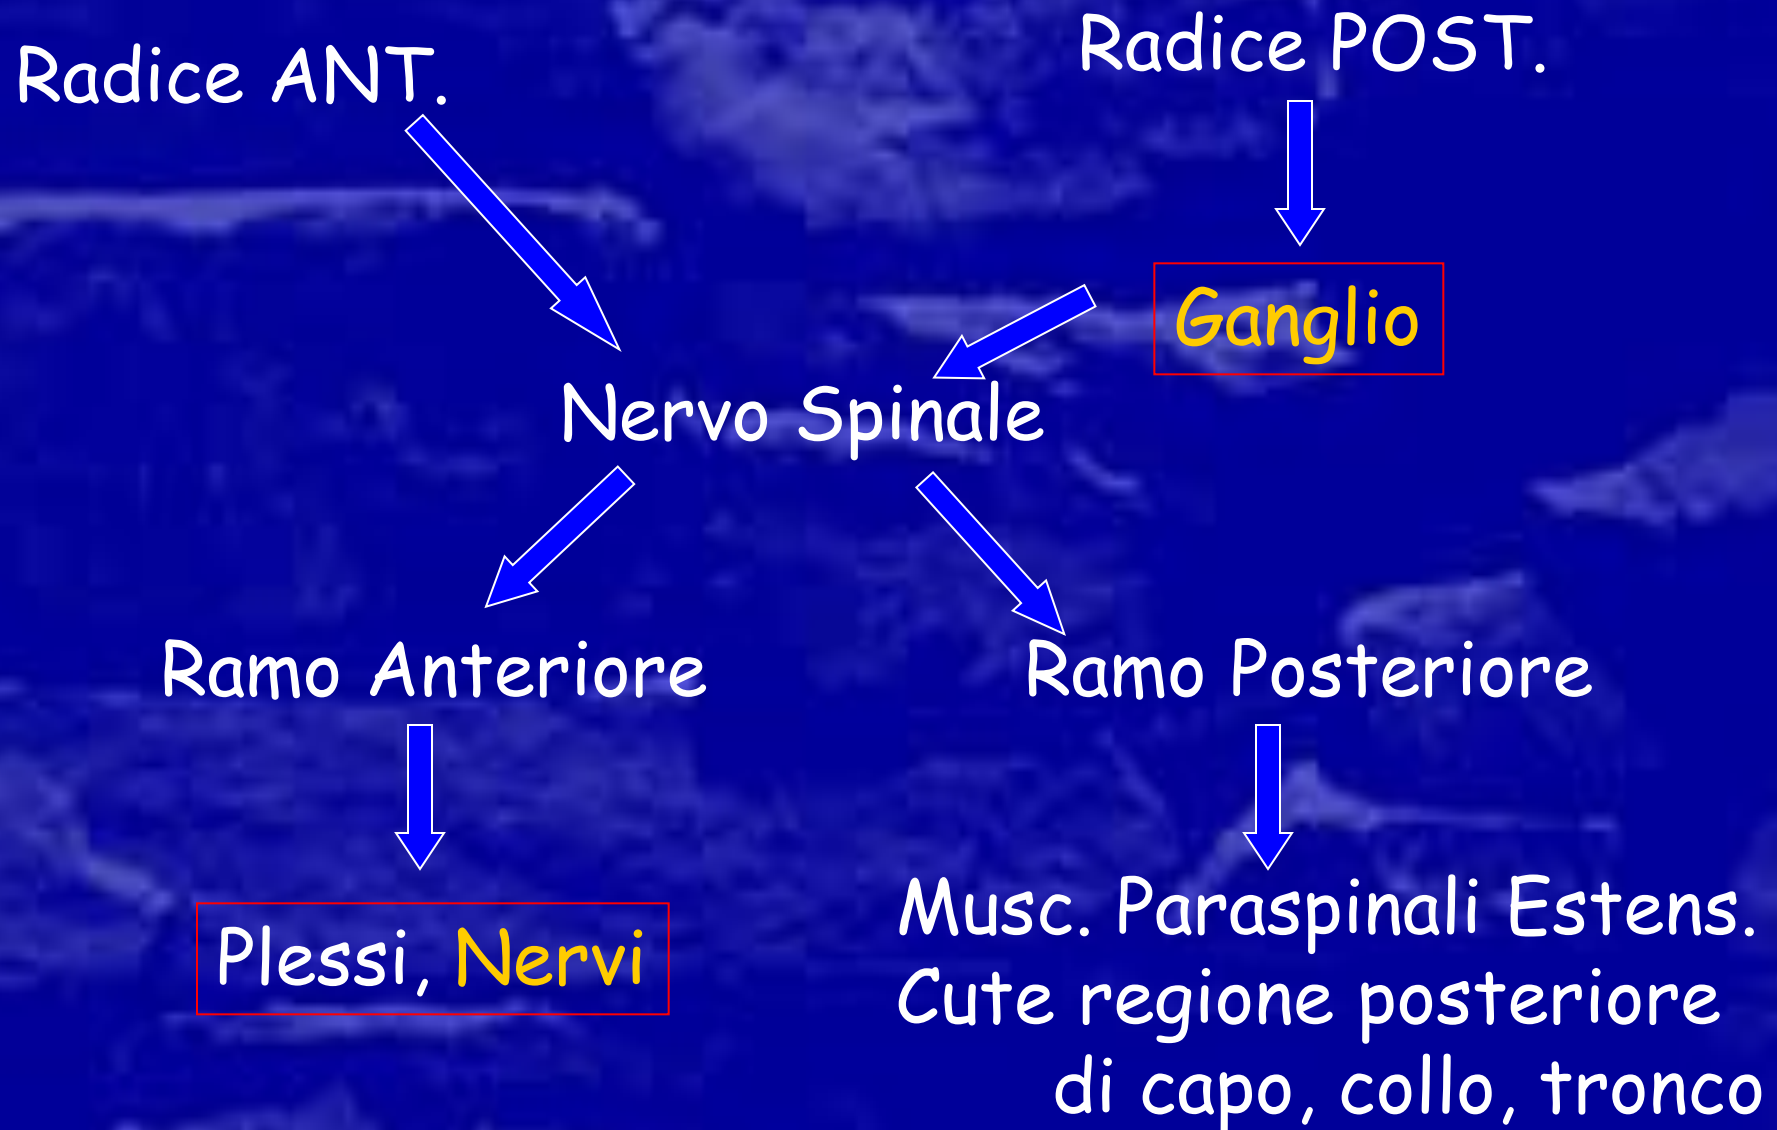 Radice ANT.
Radice POST.
Ganglio
Nervo Spinale
Ramo Anteriore
Ramo Posteriore
Plessi, Nervi
Musc. Paraspinali Estens.
Cute regione posteriore
di capo, collo, tronco